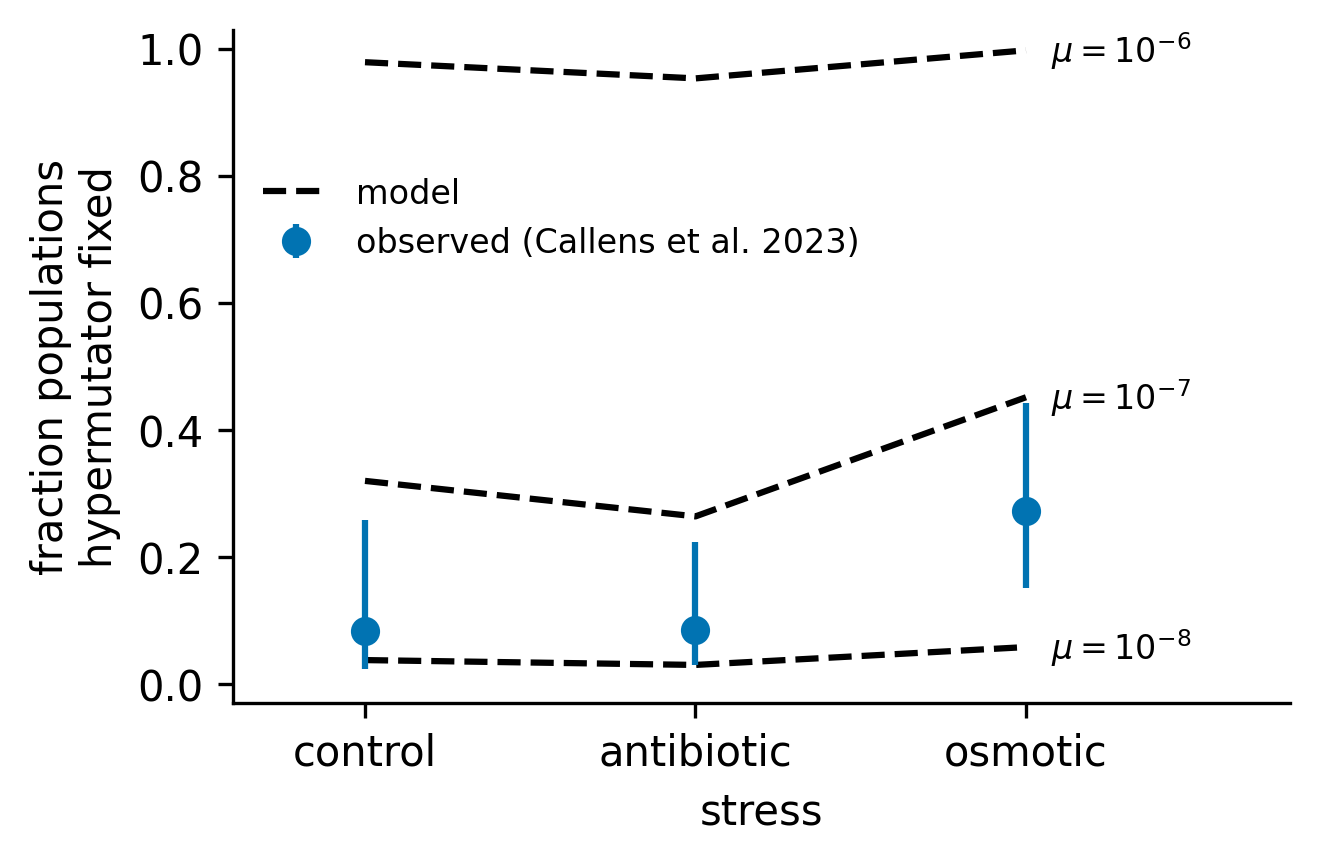 1.0
0.8
0.6
0.4
0.2
0.0
fraction populations
hypermutator fixed
model
observed (Callens et al. 2023)
μ = 10⁻⁶
μ = 10⁻⁷
μ = 10⁻⁸
control
antibiotic
osmotic
stress